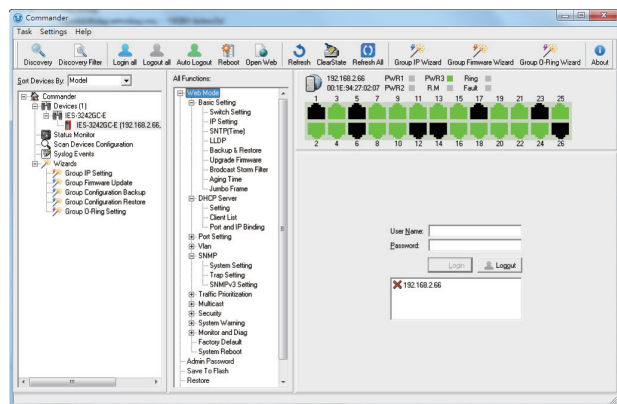 Commander
Task Settings Help
Discovery Discovery Filter Login all Logout all Auto Logout Reboot Open Web Refresh ClearState Refresh All Group IP Wizard Group Firmware Wizard Group O-Ring Wizard About
Sort Devices By: Model
Commander
Devices (1)
IES-3242GC-E
IES-3242GC-E (192.168.2.66,
Status Monitor
Scan Devices Configuration
Syslog Events
Wizards
Group IP Setting
Group Firmware Update
Group Configuration Backup
Group Configuration Restore
Group O-Ring Setting
All Functions:
Web Mode
Basic Setting
Switch Setting
IP Setting
SNTP(Time)
LLDP
Backup & Restore
Upgrade Firmware
Brodcast Storm Filter
Aging Time
Jumbo Frame
DHCP Server
Setting
Client List
Port and IP Binding
Port Setting
Vlan
SNMP
System Setting
Trap Setting
SNMPv3 Setting
Traffic Prioritization
Multicast
Security
System Warning
Monitor and Diag
Factory Default
System Reboot
Admin Password
Save To Flash
Restore
192.168.2.66 PWR1 PWR3 Ring
00:1E:94:27:02:07 PWR2 R.M Fault
1 3 5 7 9 11 13 15 17 19 21 23 25
2 4 6 8 10 12 14 16 18 20 22 24 26
User Name:
Password:
Login Logout
192.168.2.66